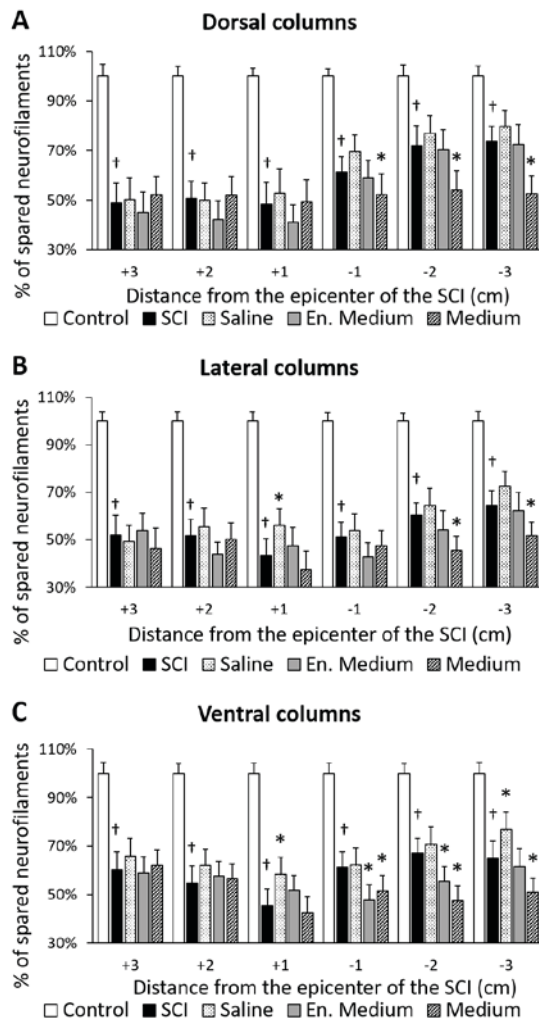 A Dorsal columns
110%
90%
70%
50%
30%
% of spared neurofilaments
† † † † * † * † *
+3 +2 +1 -1 -2 -3
Distance from the epicenter of the SCI (cm)
Control SCI Saline En. Medium Medium
B Lateral columns
110%
90%
70%
50%
30%
% of spared neurofilaments
† † † * † † * † *
+3 +2 +1 -1 -2 -3
Distance from the epicenter of the SCI (cm)
Control SCI Saline En. Medium Medium
C Ventral columns
110%
90%
70%
50%
30%
% of spared neurofilaments
† † † * † * * † * * † * *
+3 +2 +1 -1 -2 -3
Distance from the epicenter of the SCI (cm)
Control SCI Saline En. Medium Medium